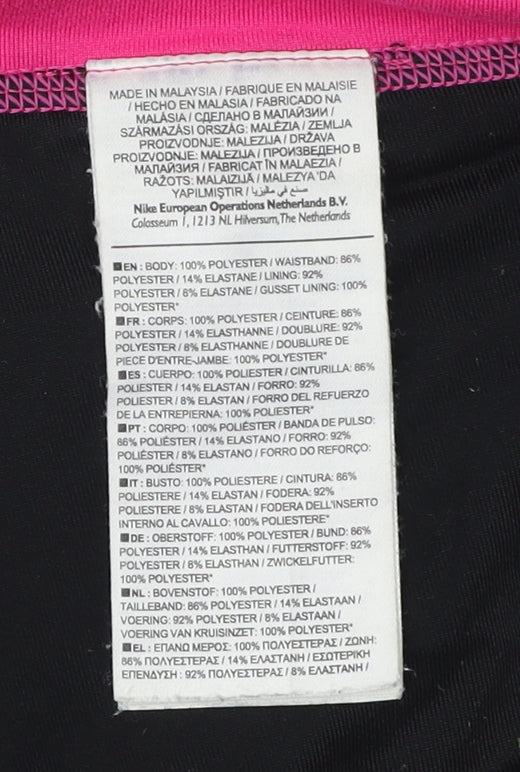 MADE IN MALAYSIA / FABRIQUE EN MALAISIE
/ HECHO EN MALASIA / FABRICADO NA
MALÁSIA / СДЕЛАНО В МАЛАЙЗИИ /
SZÁRMAZÁSI ORSZÁG: MALÉZIA / ZEMLJA
PROIZVODNJE: MALEZIJA / DRŽAVA
PROIZVODNJE: MALEZIJA / ПРОИЗВЕДЕНО В
МАЛАЙЗИЯ / FABRICAT ÎN MALAEZIA /
RAŽOTS: MALAIZIJĀ / MALEZYA 'DA
YAPILMIŞTIR / صنع في ماليزيا
Nike European Operations Netherlands B.V.
Colosseum 1, 1213 NL Hilversum, The Netherlands
EN : BODY: 100% POLYESTER / WAISTBAND: 86%
POLYESTER / 14% ELASTANE / LINING: 92%
POLYESTER / 8% ELASTANE / GUSSET LINING: 100%
POLYESTER*
FR : CORPS: 100% POLYESTER / CEINTURE: 86%
POLYESTER / 14% ELASTHANNE / DOUBLURE: 92%
POLYESTER / 8% ELASTHANNE / DOUBLURE DE
PIECE D'ENTRE-JAMBE: 100% POLYESTER*
ES : CUERPO: 100% POLIESTER / CINTURILLA: 86%
POLIESTER / 14% ELASTAN / FORRO: 92%
POLIESTER / 8% ELASTAN / FORRO DEL REFUERZO
DE LA ENTREPIERNA: 100% POLIESTER*
PT : CORPO: 100% POLIÉSTER / BANDA DE PULSO:
86% POLIÉSTER / 14% ELASTANO / FORRO: 92%
POLIÉSTER / 8% ELASTANO / FORRO DO REFORÇO:
100% POLIÉSTER*
IT : BUSTO: 100% POLIESTERE / CINTURA: 86%
POLIESTERE / 14% ELASTAN / FODERA: 92%
POLIESTERE / 8% ELASTAN / FODERA DELL'INSERTO
INTERNO AL CAVALLO: 100% POLIESTERE*
DE : OBERSTOFF: 100% POLYESTER / BUND: 86%
POLYESTER / 14% ELASTHAN / FUTTERSTOFF: 92%
POLYESTER / 8% ELASTHAN / ZWICKELFUTTER:
100% POLYESTER*
NL : BOVENSTOF: 100% POLYESTER /
TAILLEBAND: 86% POLYESTER / 14% ELASTAAN /
VOERING: 92% POLYESTER / 8% ELASTAAN /
VOERING VAN KRUISINZET: 100% POLYESTER*
EL : ΕΠΑΝΩ ΜΕΡΟΣ: 100% ΠΟΛΥΕΣΤΕΡΑΣ / ΖΩΝΗ:
86% ΠΟΛΥΕΣΤΕΡΑΣ / 14% ΕΛΑΣΤΑΝΗ / ΕΣΩΤΕΡΙΚΗ
ΕΠΕΝΔΥΣΗ : 92% ΠΟΛΥΕΣΤΕΡΑΣ / 8% ΕΛΑΣΤΑΝΗ /